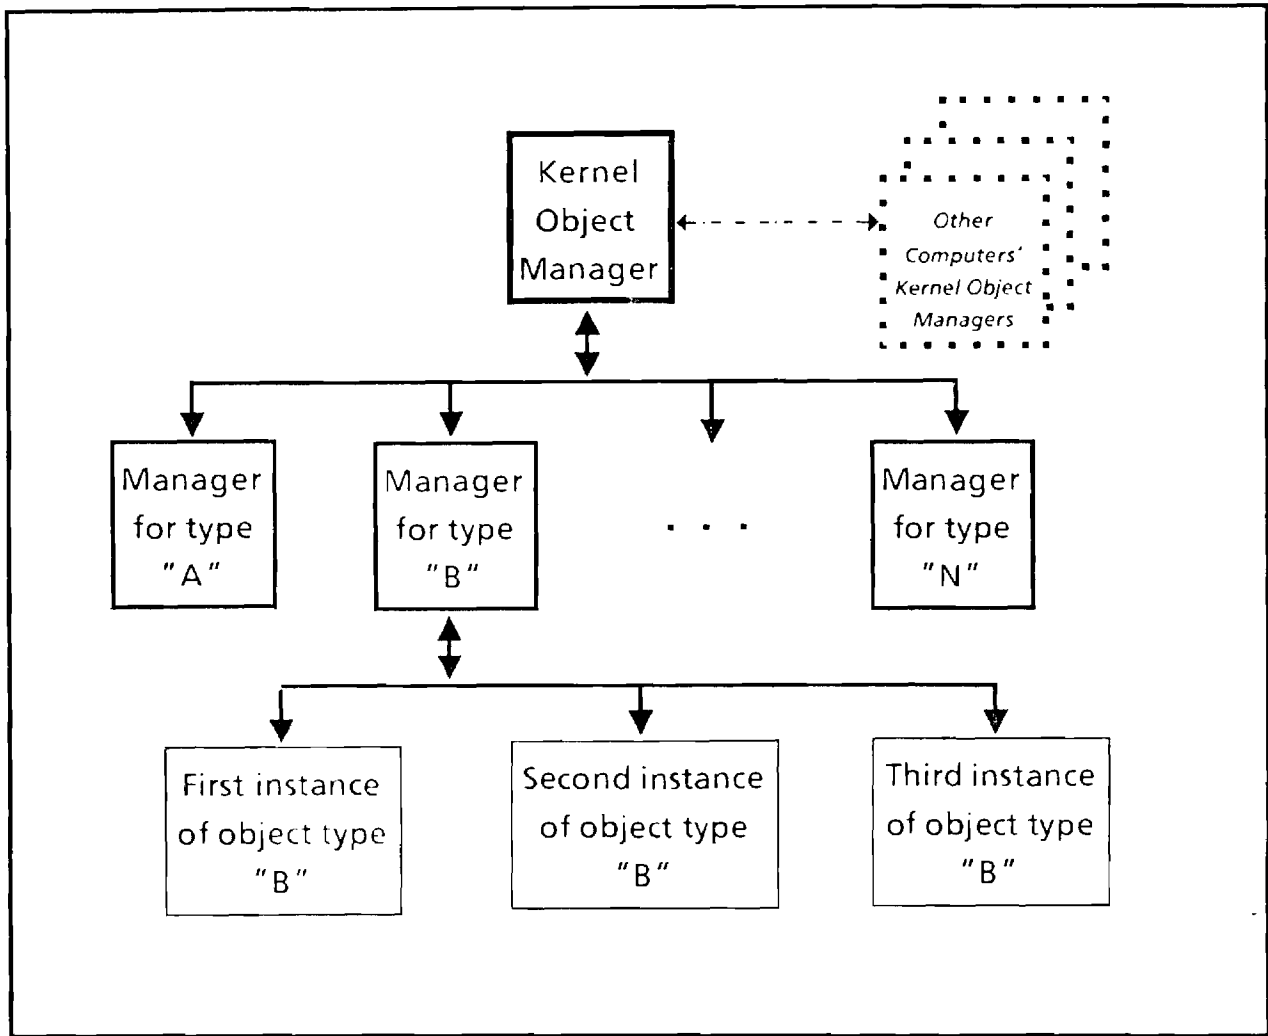 Kernel
Object
Manager
Other
Computers'
Kernel Object
Managers
Manager
for type
"A"
Manager
for type
"B"
. . .
Manager
for type
"N"
First instance
of object type
"B"
Second instance
of object type
"B"
Third instance
of object type
"B"